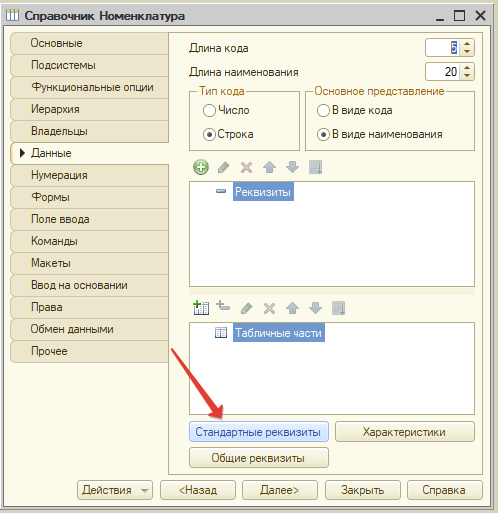 Справочник Номенклатура
Основные
Подсистемы
Функциональные опции
Иерархия
Владельцы
Данные
Нумерация
Формы
Поле ввода
Команды
Макеты
Ввод на основании
Права
Обмен данными
Прочее
Длина кода 5
Длина наименования 20
Тип кода
Число
Строка
Основное представление
В виде кода
В виде наименования
Реквизиты
Табличные части
Стандартные реквизиты Характеристики
Общие реквизиты
Действия <Назад Далее> Закрыть Справка